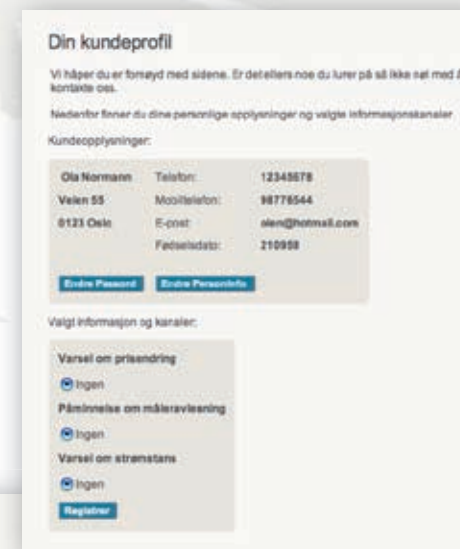 Din kundeprofil
Vi håper du er fornøyd med sidene. Er det ellers noe du lurer på så ikke nøl med å
kontakte oss.
Nedenfor finner du dine personlige opplysninger og valgte informasjonskanaler
Kundeopplysninger:
Ola Normann Telefon: 12345678
Veien 55 Mobiltelefon: 98776544
0123 Oslo E-post: olen@hotmail.com
Fødselsdato: 210958
Endre Passord Endre Personinfo
Valgt informasjon og kanaler:
Varsel om prisendring
Ingen
Påminnelse om måleravlesning
Ingen
Varsel om strømstans
Ingen
Registrer